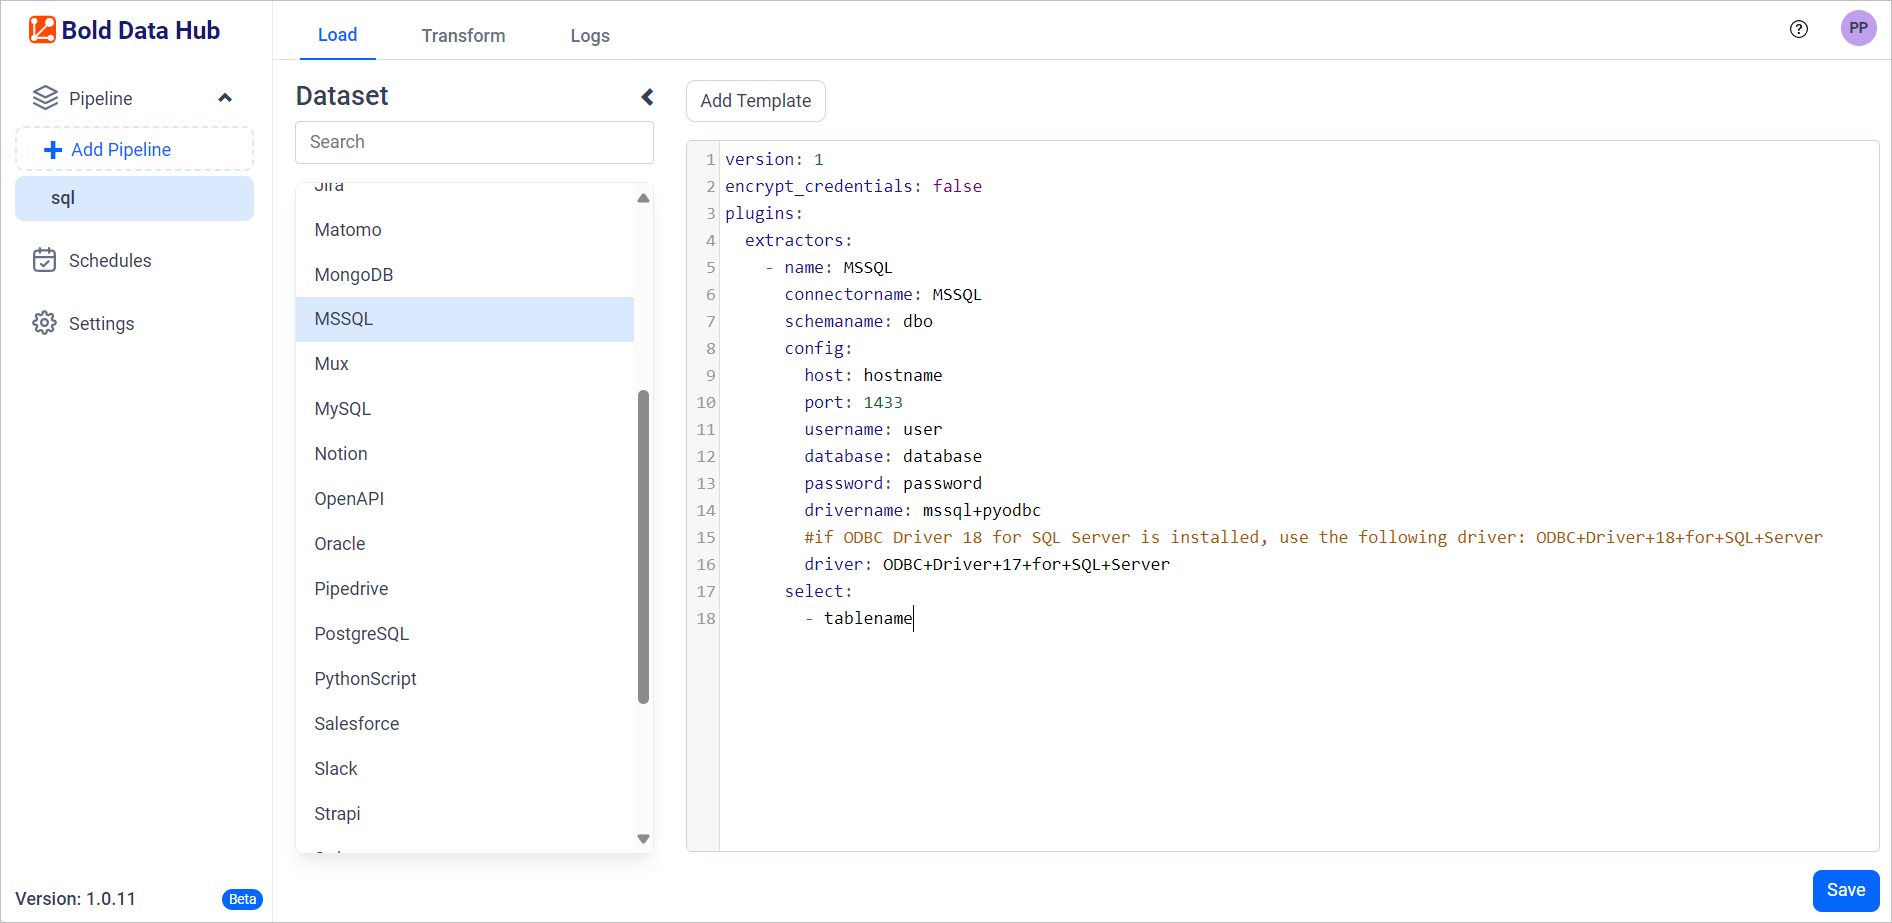 Bold Data Hub
Pipeline
Add Pipeline
sql
Schedules
Settings
Version: 1.0.11
Beta
Load
Transform
Logs
PP
Dataset
Search
Jira
Matomo
MongoDB
MSSQL
Mux
MySQL
Notion
OpenAPI
Oracle
Pipedrive
PostgreSQL
PythonScript
Salesforce
Slack
Strapi
Add Template
1 version: 1
2 encrypt_credentials: false
3 plugins:
4 extractors:
5 - name: MSSQL
6 connectorname: MSSQL
7 schemaname: dbo
8 config:
9 host: hostname
10 port: 1433
11 username: user
12 database: database
13 password: password
14 drivername: mssql+pyodbc
15 #if ODBC Driver 18 for SQL Server is installed, use the following driver: ODBC+Driver+18+for+SQL+Server
16 driver: ODBC+Driver+17+for+SQL+Server
17 select:
18 - tablename
Save